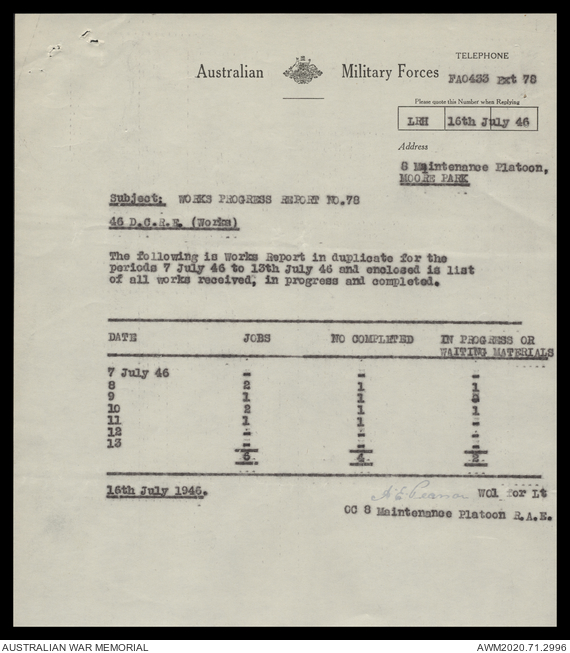 TELEPHONE
Australian Military Forces
FA0433 Ext 78
Please quote this Number when Replying
LRH 16th July 46
Address
8 Maintenance Platoon,
MOORE PARK
Subject: WORKS PROGRESS REPORT NO.78
46 D.C.R.E. (Works)
The following is Works Report in duplicate for the
periods 7 July 46 to 13th July 46 and enclosed is list
of all works received, in progress and completed.
DATE JOBS NO COMPLETED IN PROGRESS OR
WAITING MATERIALS
7 July 46 - - -
8 2 1 1
9 1 1
10 2 1 1
11 1 1 -
12 - - -
13 - - -
6 4 2
16th July 1946.
WO1 for Lt
OC 8 Maintenance Platoon R.A.E.
AUSTRALIAN WAR MEMORIAL
AWM2020.71.2996